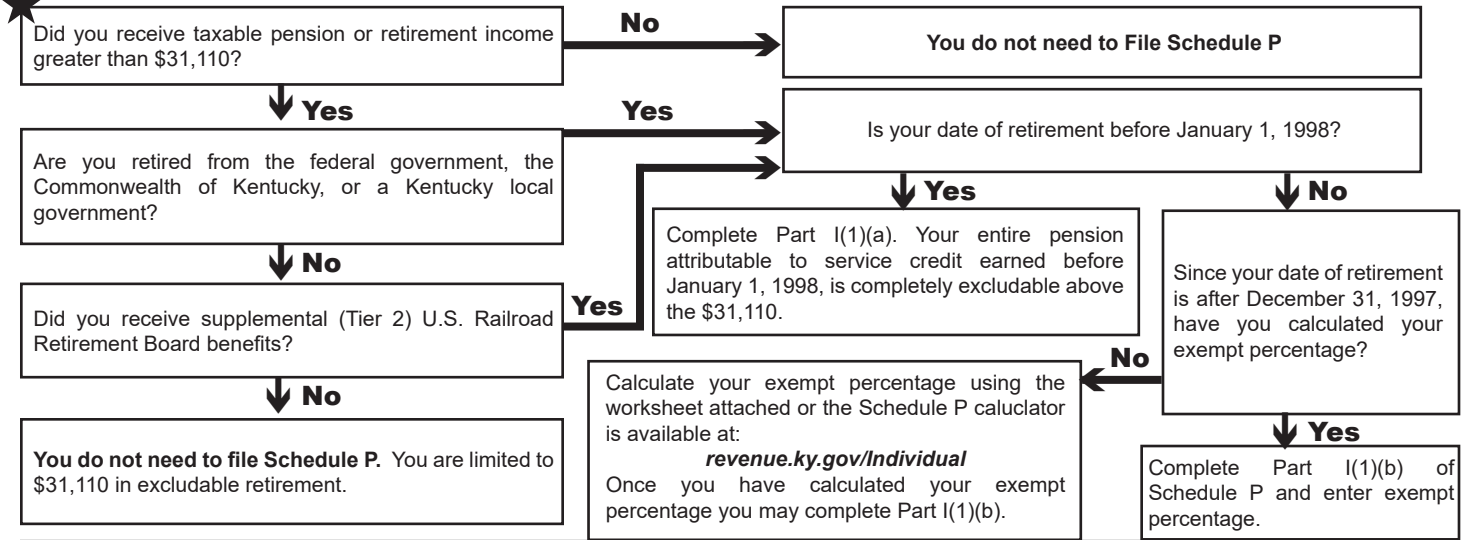 Did you receive taxable pension or retirement income
greater than $31,110?
No
You do not need to File Schedule P
Yes
Are you retired from the federal government, the
Commonwealth of Kentucky, or a Kentucky local
government?
Yes
Is your date of retirement before January 1, 1998?
Yes
Complete Part I(1)(a). Your entire pension
attributable to service credit earned before
January 1, 1998, is completely excludable above
the $31,110.
No
Since your date of retirement
is after December 31, 1997,
have you calculated your
exempt percentage?
No
Did you receive supplemental (Tier 2) U.S. Railroad
Retirement Board benefits?
Yes
No
You do not need to file Schedule P. You are limited to
$31,110 in excludable retirement.
No
Calculate your exempt percentage using the
worksheet attached or the Schedule P caluclator
is available at:
revenue.ky.gov/Individual
Once you have calculated your exempt
percentage you may complete Part I(1)(b).
Yes
Complete Part I(1)(b) of
Schedule P and enter exempt
percentage.